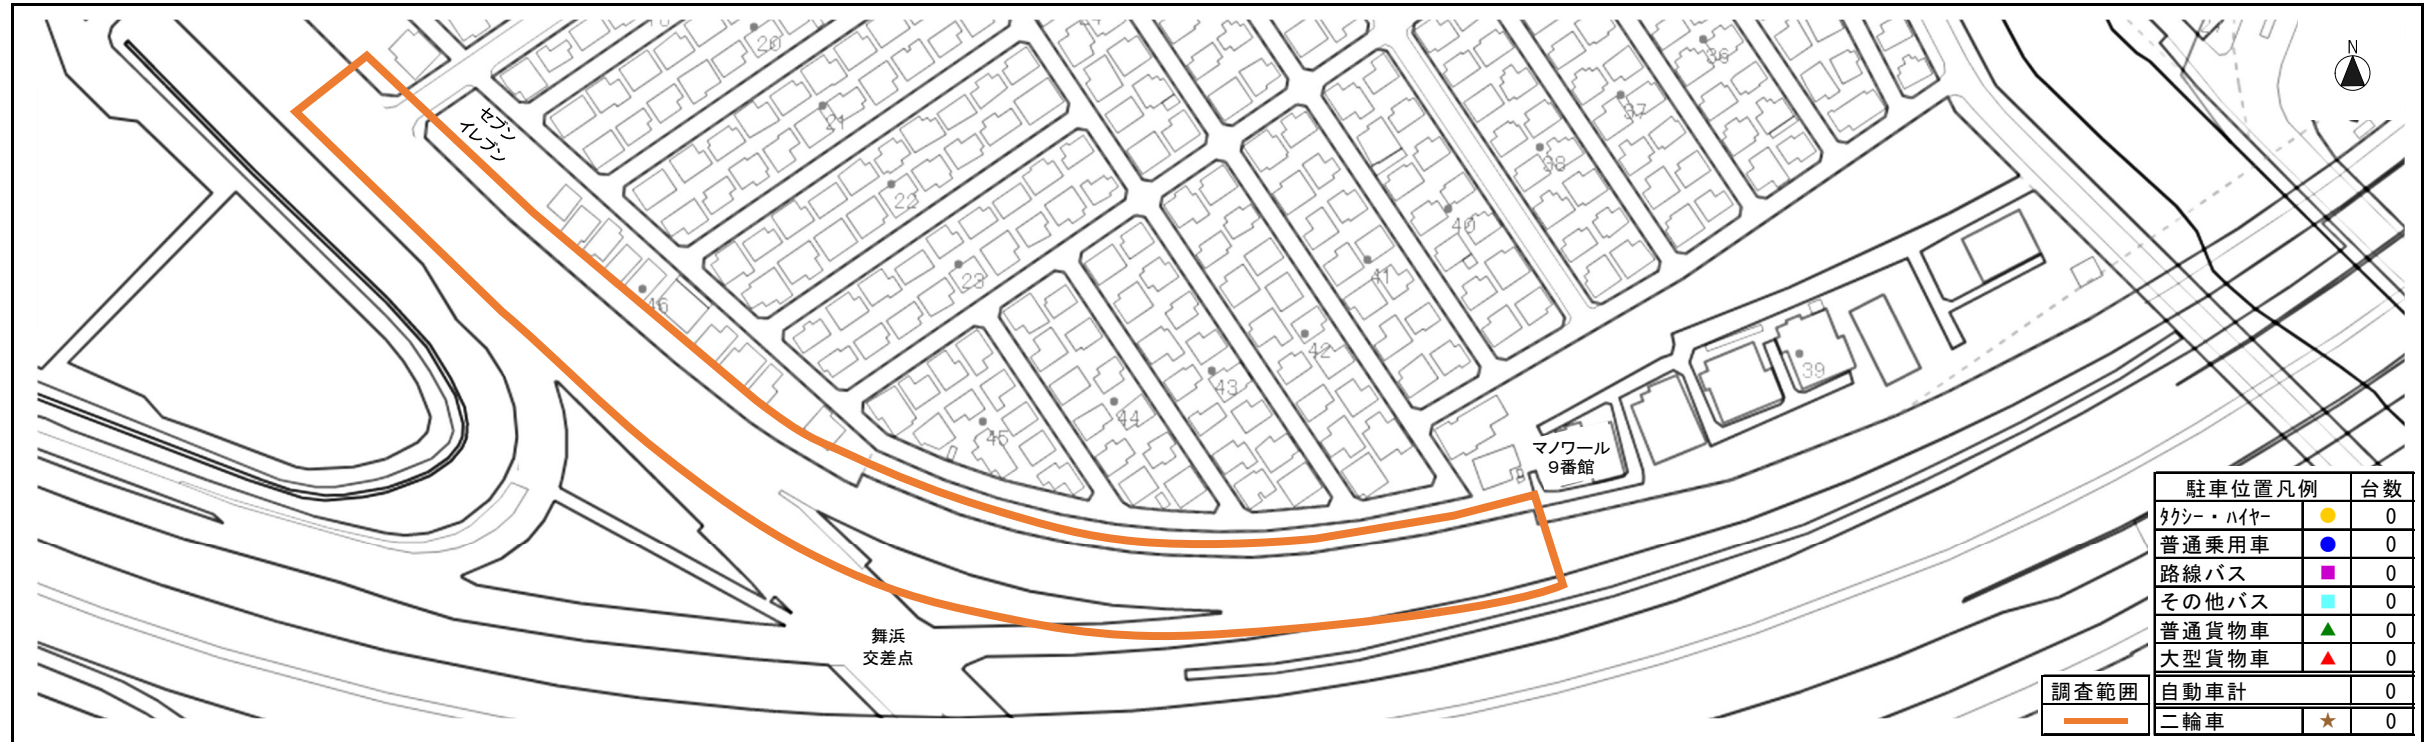 20
21
22
23
36
37
38
40
41
42
43
44
45
46
39
N
セブン
イレブン
マノワール
9番館
舞浜
交差点
駐車位置凡例 台数
タクシー・ハイヤー ● 0
普通乗用車 ● 0
路線バス ■ 0
その他バス ■ 0
普通貨物車 ▲ 0
大型貨物車 ▲ 0
自動車計 0
二輪車 ★ 0
調査範囲